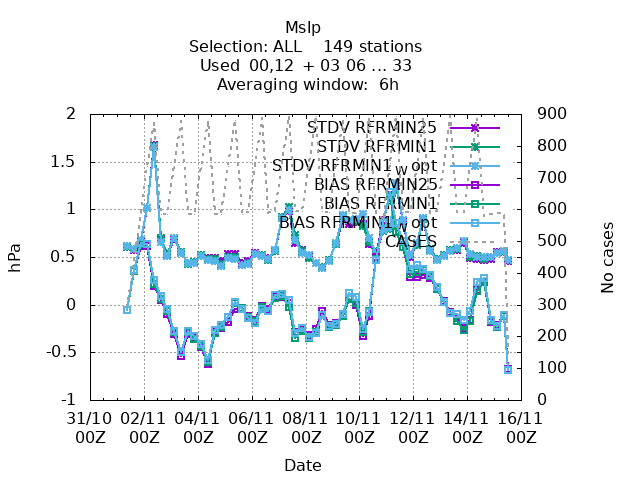 Mslp
Selection: ALL    149 stations
Used  00,12  + 03 06 ... 33
Averaging window:  6h
STDV RFRMIN25
STDV RFRMIN1
STDV RFRMIN1_w opt
BIAS RFRMIN25
BIAS RFRMIN1
BIAS RFRMIN1_w opt
CASES
2
1.5
1
0.5
0
-0.5
-1
hPa
900
800
700
600
500
400
300
200
100
0
No cases
31/10 02/11 04/11 06/11 08/11 10/11 12/11 14/11 16/11
00Z 00Z 00Z 00Z 00Z 00Z 00Z 00Z 00Z
Date